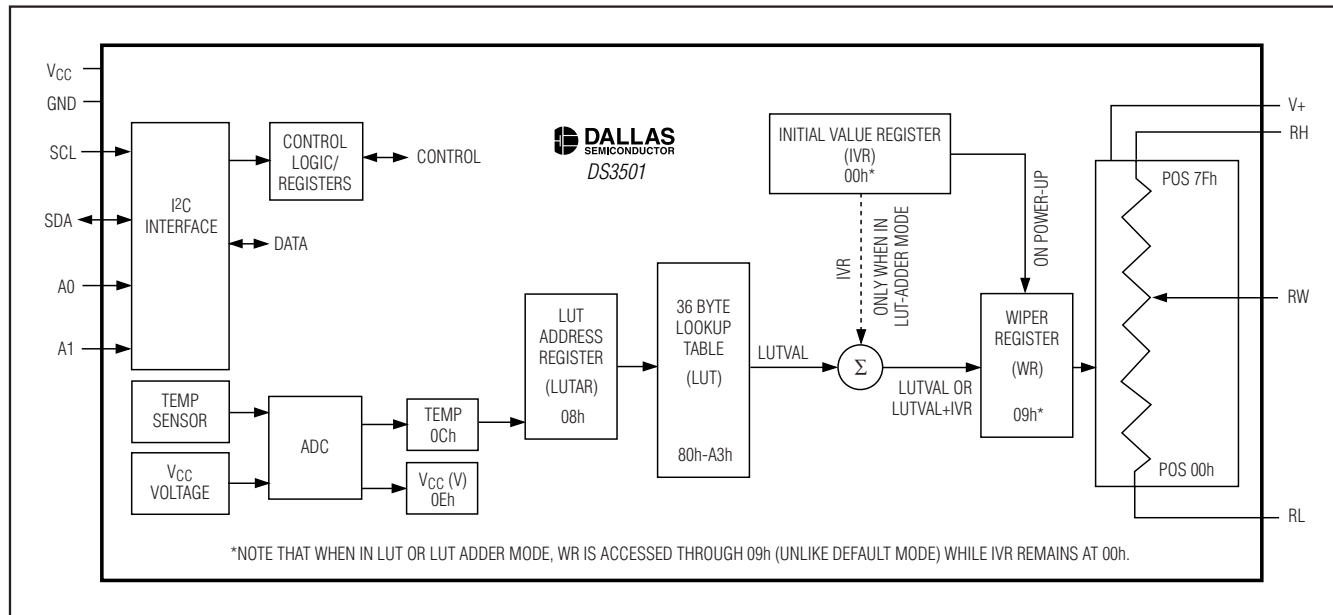 VCC
GND
SCL
SDA
A0
A1
I2C
INTERFACE
CONTROL
LOGIC/
REGISTERS
CONTROL
DATA
TEMP
SENSOR
VCC
VOLTAGE
ADC
TEMP
0Ch
VCC (V)
0Eh
DALLAS
SEMICONDUCTOR
DS3501
LUT
ADDRESS
REGISTER
(LUTAR)
08h
36 BYTE
LOOKUP
TABLE
(LUT)
80h-A3h
LUTVAL
INITIAL VALUE REGISTER
(IVR)
00h*
IVR
ONLY WHEN IN
LUT-ADDER MODE
ON POWER-UP
Σ
LUTVAL OR
LUTVAL+IVR
WIPER
REGISTER
(WR)
09h*
POS 7Fh
POS 00h
V+
RH
RW
RL
*NOTE THAT WHEN IN LUT OR LUT ADDER MODE, WR IS ACCESSED THROUGH 09h (UNLIKE DEFAULT MODE) WHILE IVR REMAINS AT 00h.